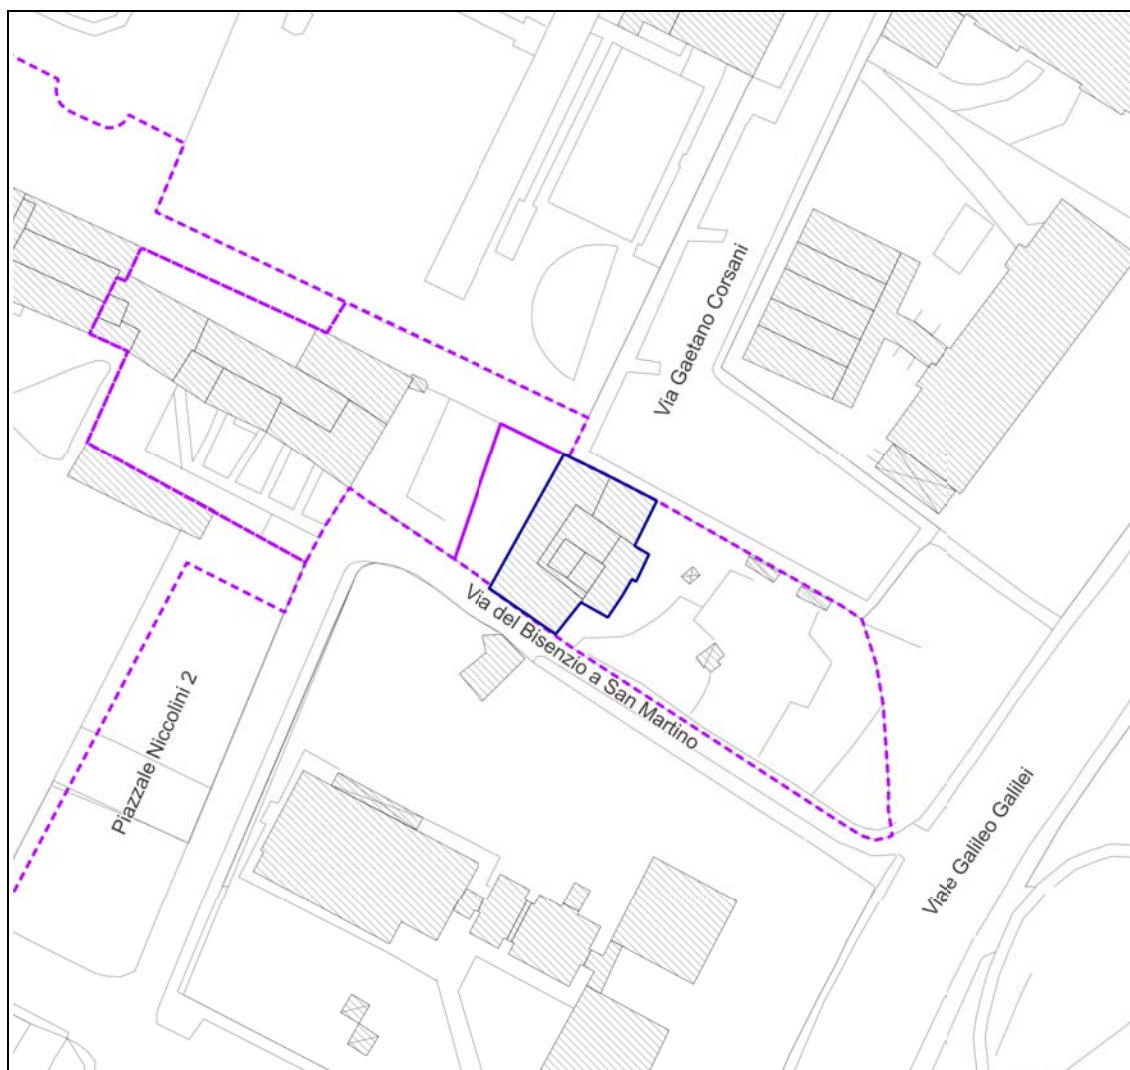 Via Gaetano Corsani
Via del Bisenzio a San Martino
Piazzale Niccolini 2
Viale Galileo Galilei